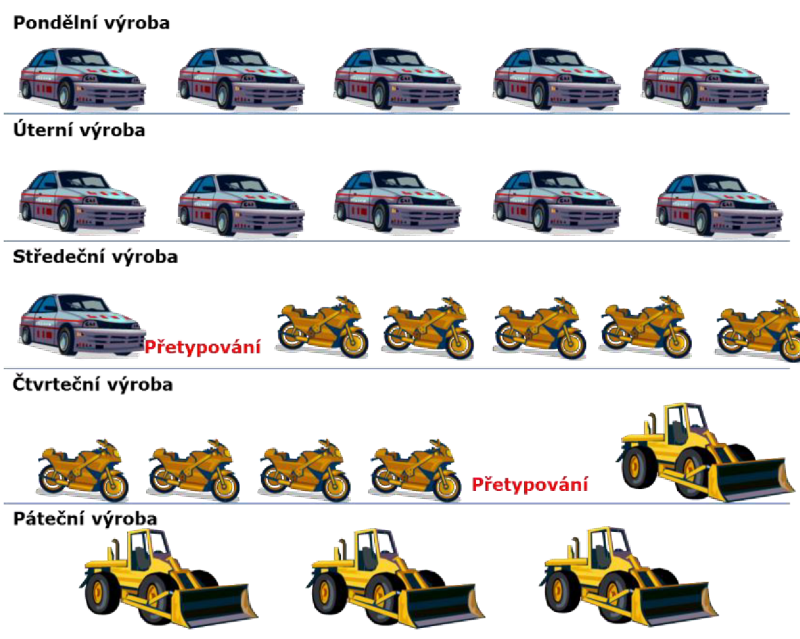 Pondělní výroba
Úterní výroba
Středeční výroba
Přetypování
Čtvrteční výroba
Přetypování
Páteční výroba